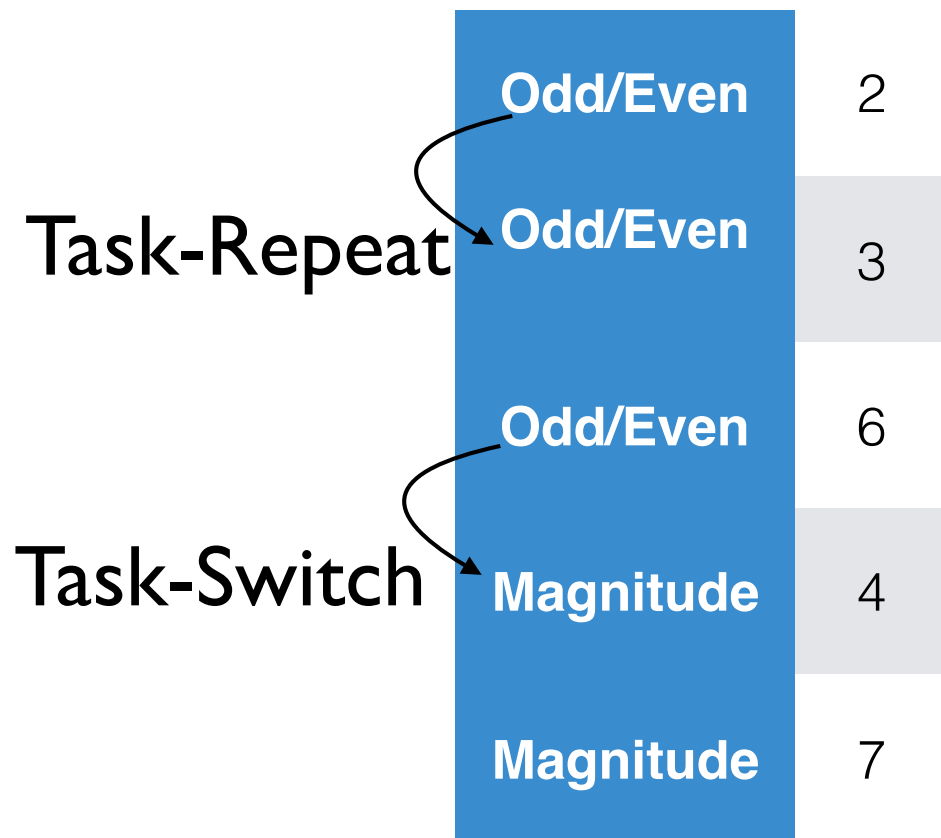 Odd/Even 2
Task-Repeat Odd/Even 3
Odd/Even 6
Task-Switch Magnitude 4
Magnitude 7